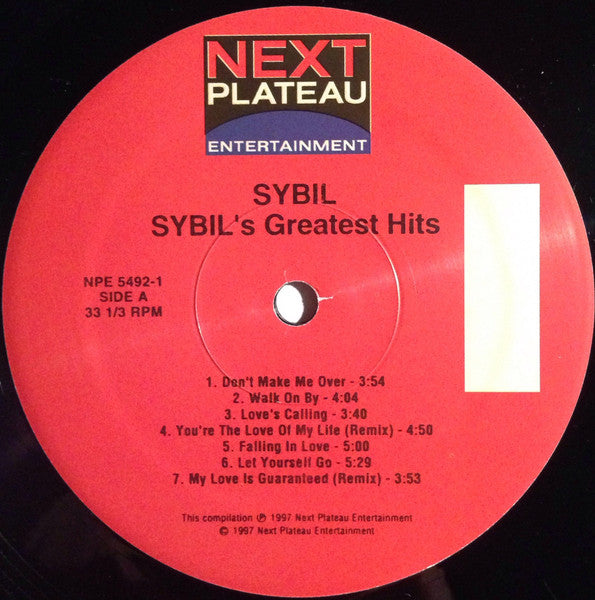 NEXT
PLATEAU
ENTERTAINMENT
SYBIL
SYBIL's Greatest Hits
NPE 5492-1
SIDE A
33 1/3 RPM
1. Don't Make Me Over - 3:54
2. Walk On By - 4:04
3. Love's Calling - 3:40
4. You're The Love Of My Life (Remix) - 4:50
5. Falling In Love - 5:00
6. Let Yourself Go - 5:29
7. My Love Is Guaranteed (Remix) - 3:53
This compilation ℗ 1997 Next Plateau Entertainment
© 1997 Next Plateau Entertainment